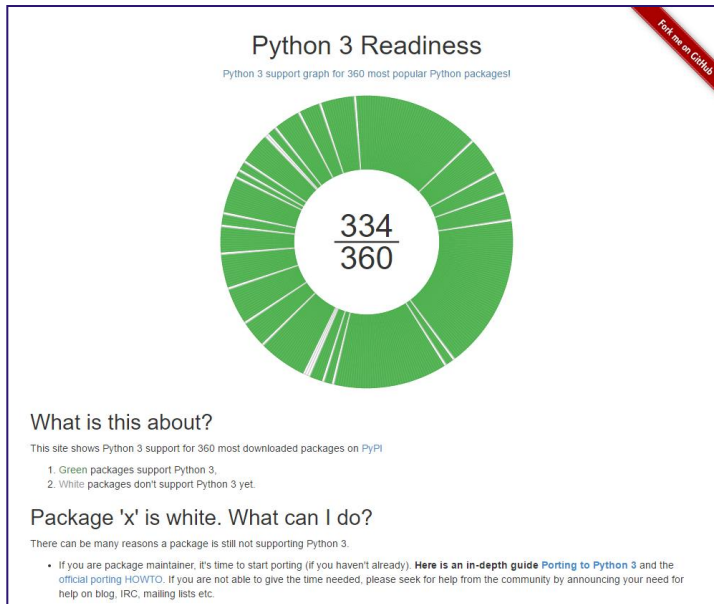 Fork me on GitHub
Python 3 Readiness
Python 3 support graph for 360 most popular Python packages!
334
360
What is this about?
This site shows Python 3 support for 360 most downloaded packages on PyPI
1. Green packages support Python 3,
2. White packages don't support Python 3 yet.
Package 'x' is white. What can I do?
There can be many reasons a package is still not supporting Python 3.
• If you are package maintainer, it's time to start porting (if you haven't already). Here is an in-depth guide Porting to Python 3 and the
official porting HOWTO. If you are not able to give the time needed, please seek for help from the community by announcing your need for
help on blog, IRC, mailing lists etc.